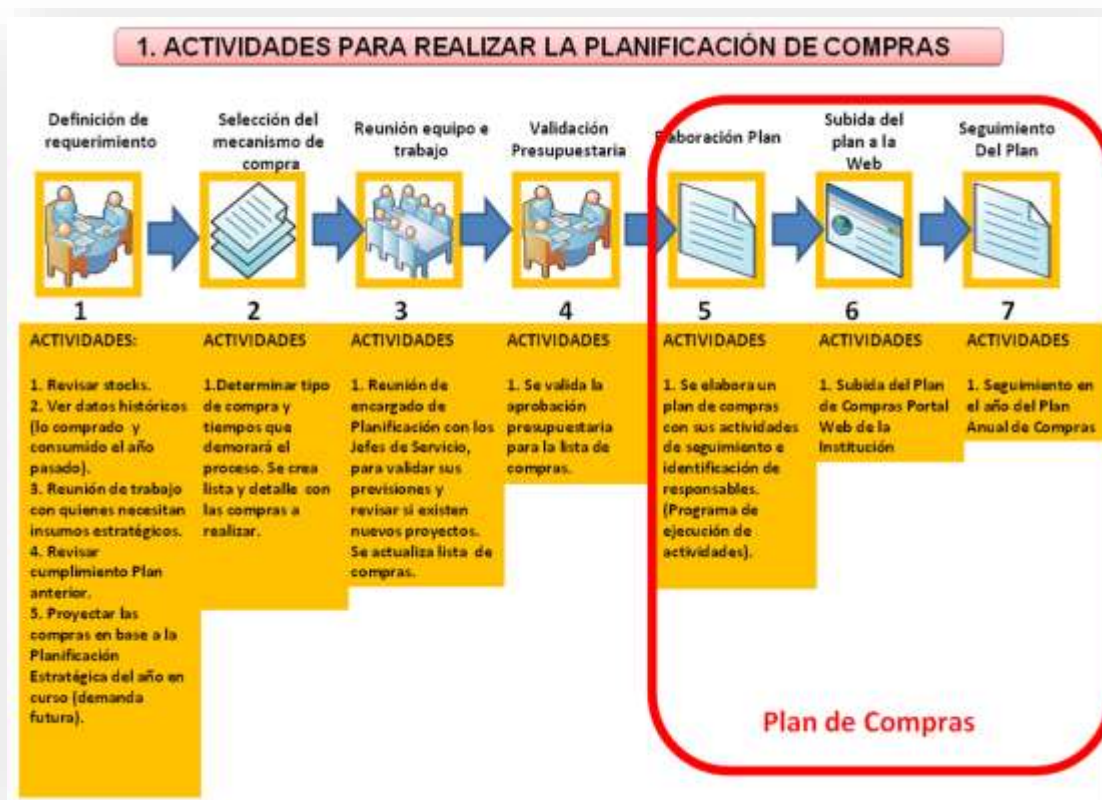 1. ACTIVIDADES PARA REALIZAR LA PLANIFICACIÓN DE COMPRAS
Definición de
requerimiento
Selección del
mecanismo de
compra
Reunión equipo e
trabajo
Validación
Presupuestaria
Elaboración Plan
Subida del
plan a la
Web
Seguimiento
Del Plan
1
2
3
4
5
6
7
ACTIVIDADES:
1. Revisar stocks.
2. Ver datos históricos
(lo comprado y
consumido el año
pasado).
3. Reunión de trabajo
con quienes necesitan
insumos estratégicos.
4. Revisar
cumplimiento Plan
anterior.
5. Proyectar las
compras en base a la
Planificación
Estratégica del año en
curso (demanda
futura).
ACTIVIDADES
1.Determinar tipo
de compra y
tiempos que
demorará el
proceso. Se crea
lista y detalle con
las compras a
realizar.
ACTIVIDADES
1. Reunión de
encargado de
Planificación con los
Jefes de Servicio,
para validar sus
previsiones y
revisar si existen
nuevos proyectos.
Se actualiza lista de
compras.
ACTIVIDADES
1. Se valida la
aprobación
presupuestaria
para la lista de
compras.
ACTIVIDADES
1. Se elabora un
plan de compras
con sus actividades
de seguimiento e
identificación de
responsables.
(Programa de
ejecución de
actividades).
ACTIVIDADES
1. Subida del Plan
de Compras Portal
Web de la
Institución
ACTIVIDADES
1. Seguimiento en
el año del Plan
Anual de Compras
Plan de Compras